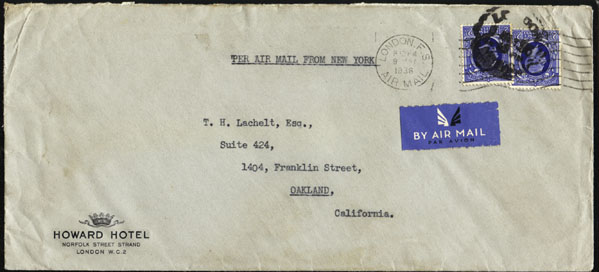 PER AIR MAIL FROM NEW YORK
LONDON, F.S.
1936
AIR MAIL
T. H. Lachelt, Esq.,
Suite 424,
1404, Franklin Street,
OAKLAND,
California.
BY AIR MAIL
PAR AVION
HOWARD HOTEL
NORFOLK STREET STRAND
LONDON W.C.2